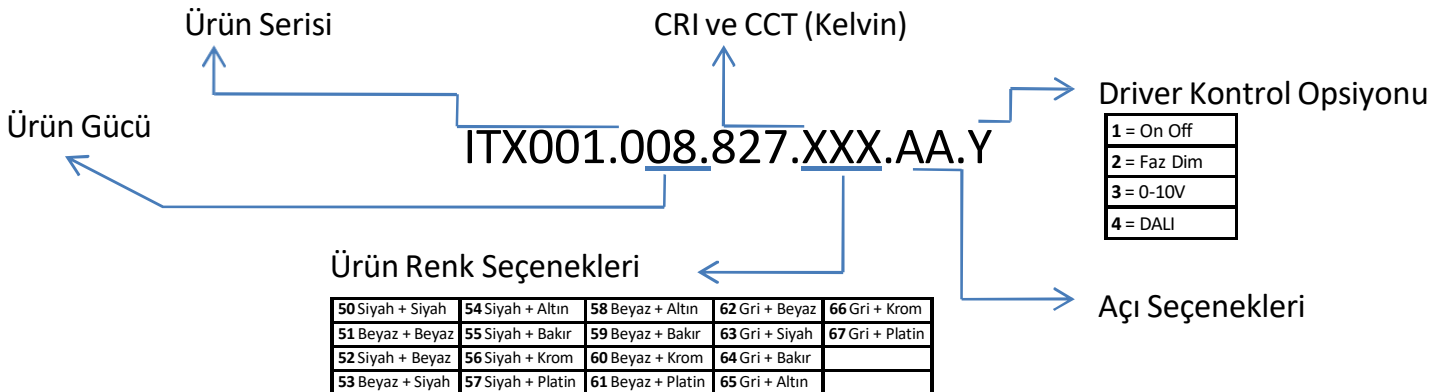 Ürün Serisi
CRI ve CCT (Kelvin)
Driver Kontrol Opsiyonu
Ürün Gücü
1 = On Off
ITX001.008.827.XXX.AA.Y
2 = Faz Dim
3 = 0-10V
4 = DALI
Ürün Renk Seçenekleri
Açı Seçenekleri
50 Siyah + Siyah 54 Siyah + Altın 58 Beyaz + Altın 62 Gri + Beyaz 66 Gri + Krom
51 Beyaz + Beyaz 55 Siyah + Bakır 59 Beyaz + Bakır 63 Gri + Siyah 67 Gri + Platin
52 Siyah + Beyaz 56 Siyah + Krom 60 Beyaz + Krom 64 Gri + Bakır
53 Beyaz + Siyah 57 Siyah + Platin 61 Beyaz + Platin 65 Gri + Altın